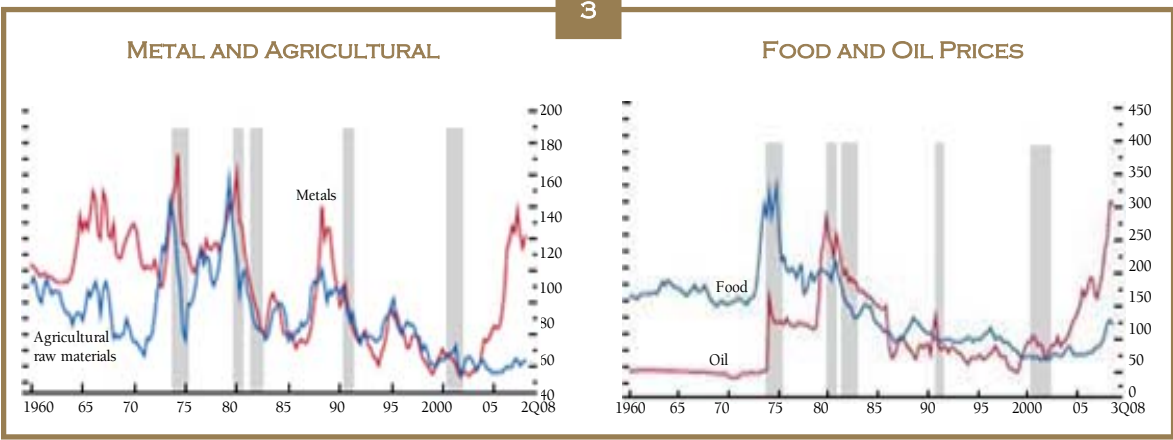 3
METAL AND AGRICULTURAL
200
180
160
140
120
100
80
60
40
Metals
Agricultural
raw materials
1960 65 70 75 80 85 90 95 2000 05 2Q08
FOOD AND OIL PRICES
450
400
350
300
250
200
150
100
50
0
Food
Oil
1960 65 70 75 80 85 90 95 2000 05 3Q08